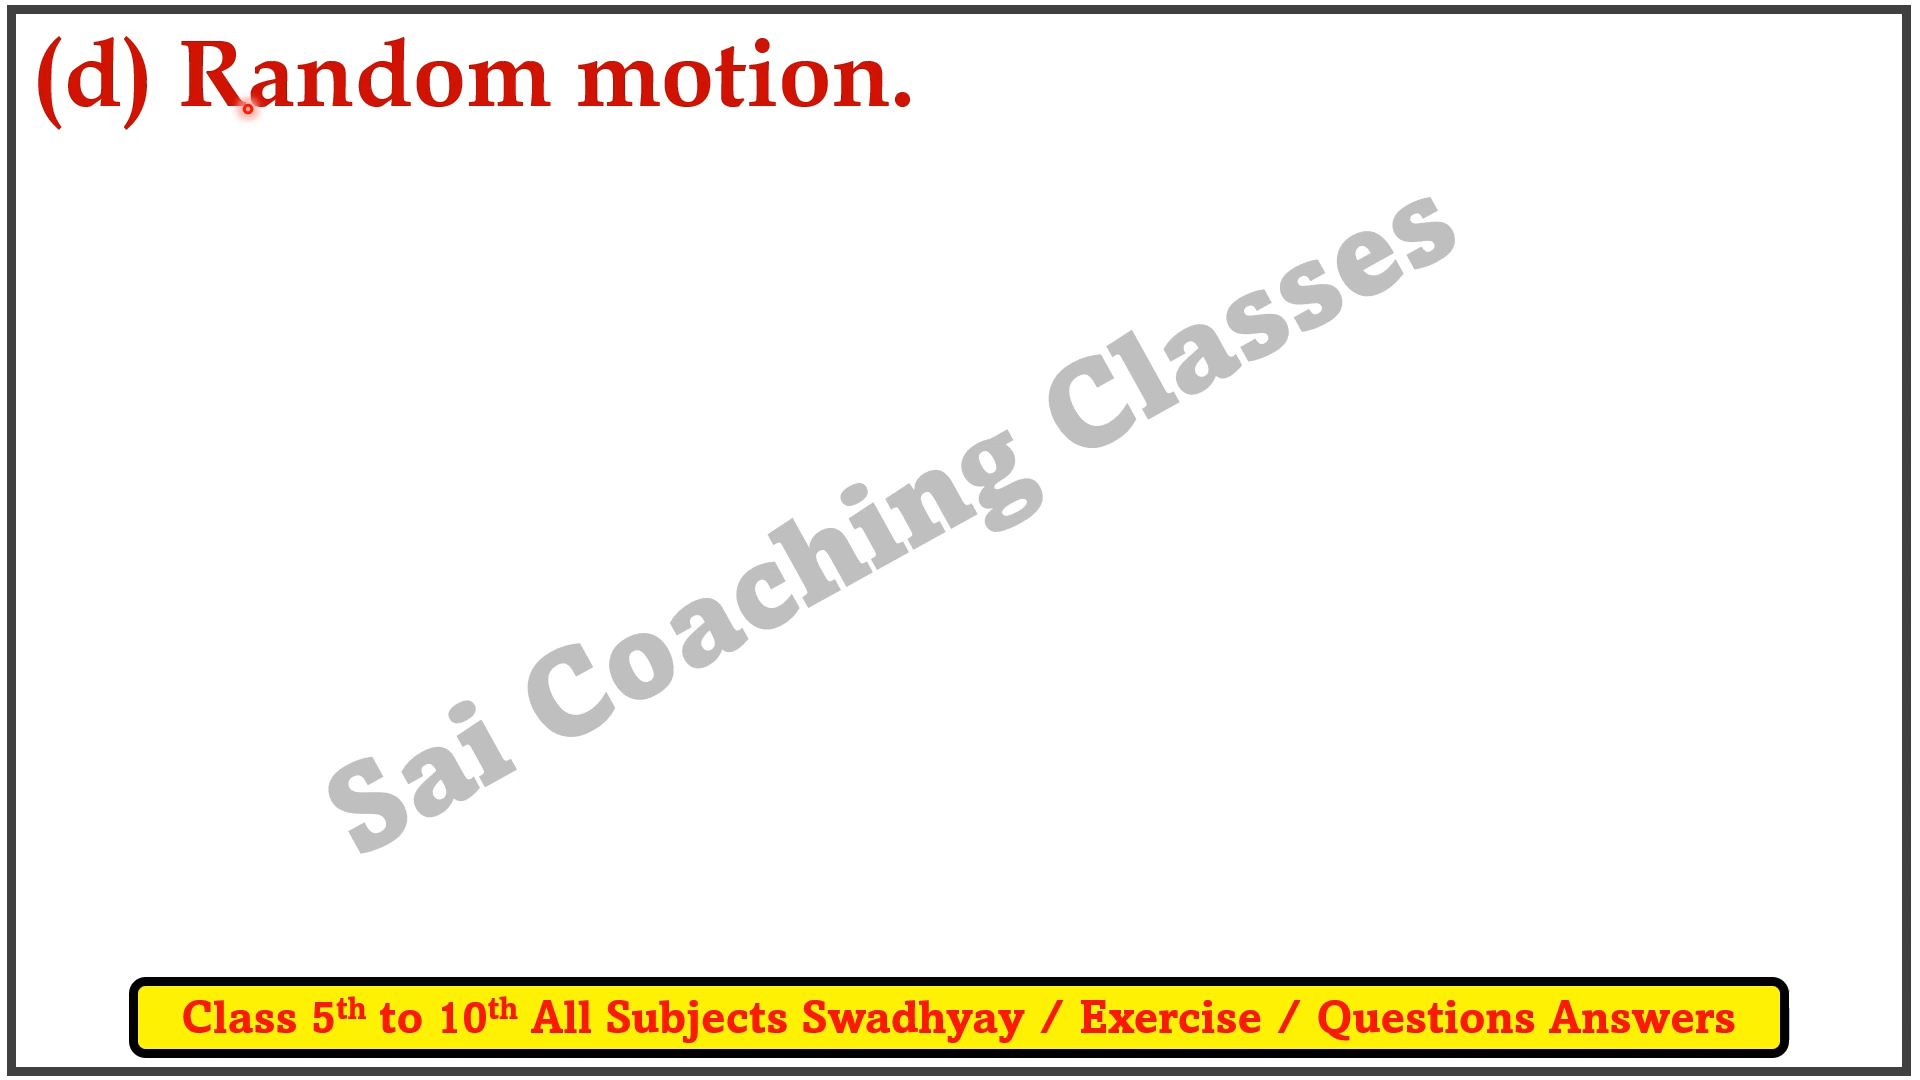 (d) Random motion.
Sai Coaching Classes
Class 5th to 10th All Subjects Swadhyay / Exercise / Questions Answers